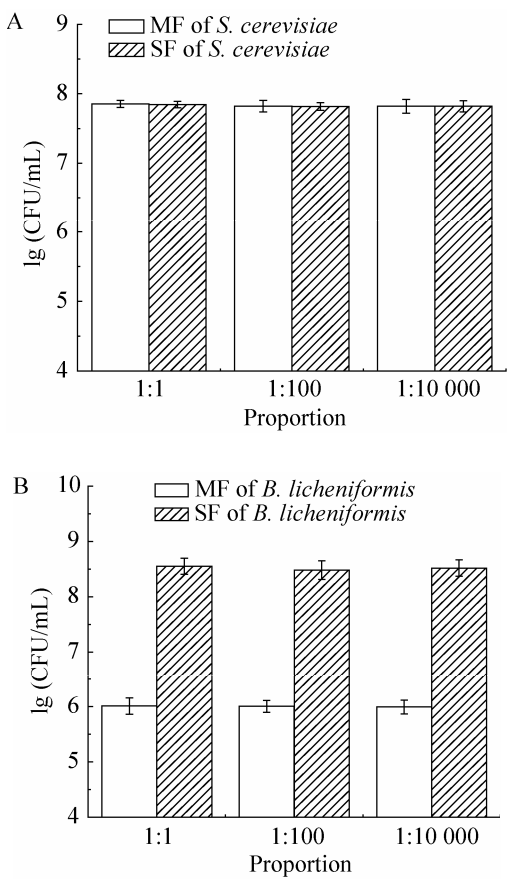 A
9
8
7
6
5
4
lg (CFU/mL)
MF of S. cerevisiae
SF of S. cerevisiae
1:1 1:100 1:10 000
Proportion
B
10
9
8
7
6
5
4
lg (CFU/mL)
MF of B. licheniformis
SF of B. licheniformis
1:1 1:100 1:10 000
Proportion